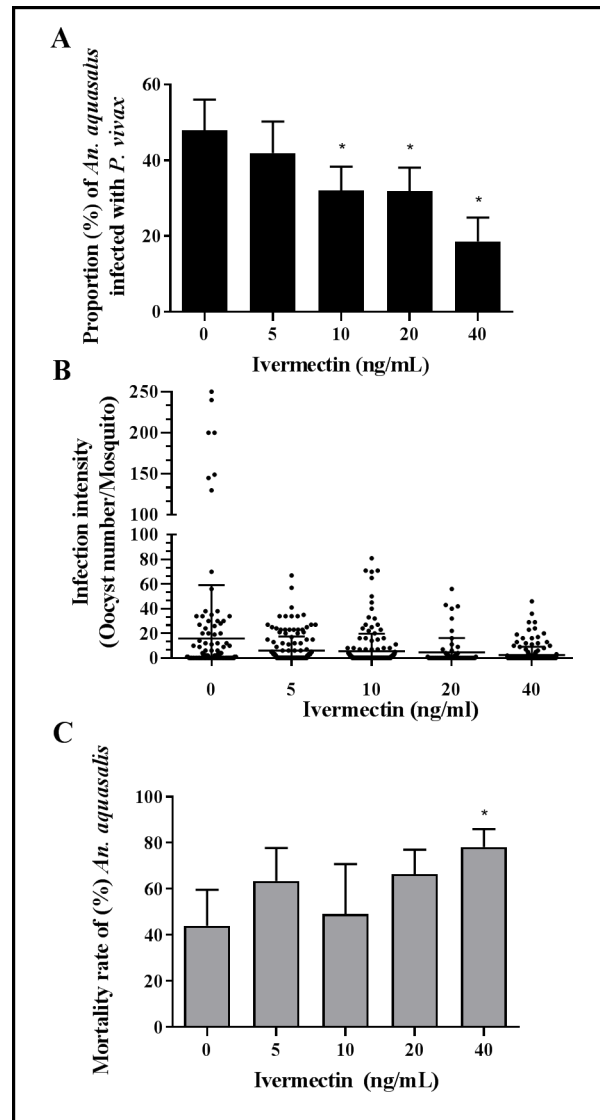 A
Proportion (%) of An. aquasalis
infected with P. vivax
60
40
20
0
*
*
*
0 5 10 20 40
Ivermectin (ng/mL)
B
Infection intensity
(Oocyst number/Mosquito)
250
200
150
100
100
80
60
40
20
0
0 5 10 20 40
Ivermectin (ng/ml)
C
Mortality rate of (%) An. aquasalis
100
80
60
40
20
0
*
0 5 10 20 40
Ivermectin (ng/mL)